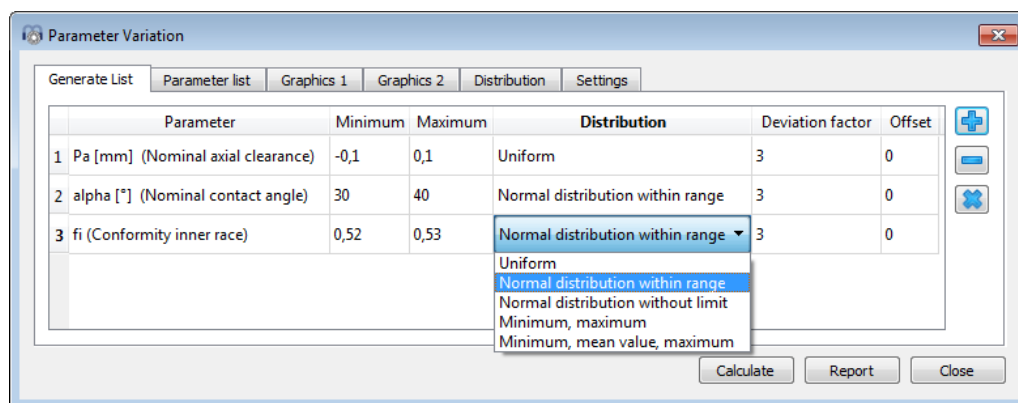 Parameter Variation
Generate List Parameter list Graphics 1 Graphics 2 Distribution Settings
Parameter Minimum Maximum Distribution Deviation factor Offset
1 Pa [mm] (Nominal axial clearance) -0,1 0,1 Uniform 3 0
2 alpha [°] (Nominal contact angle) 30 40 Normal distribution within range 3 0
3 fi (Conformity inner race) 0,52 0,53 Normal distribution within range 3 0
Uniform
Normal distribution within range
Normal distribution without limit
Minimum, maximum
Minimum, mean value, maximum
Calculate Report Close